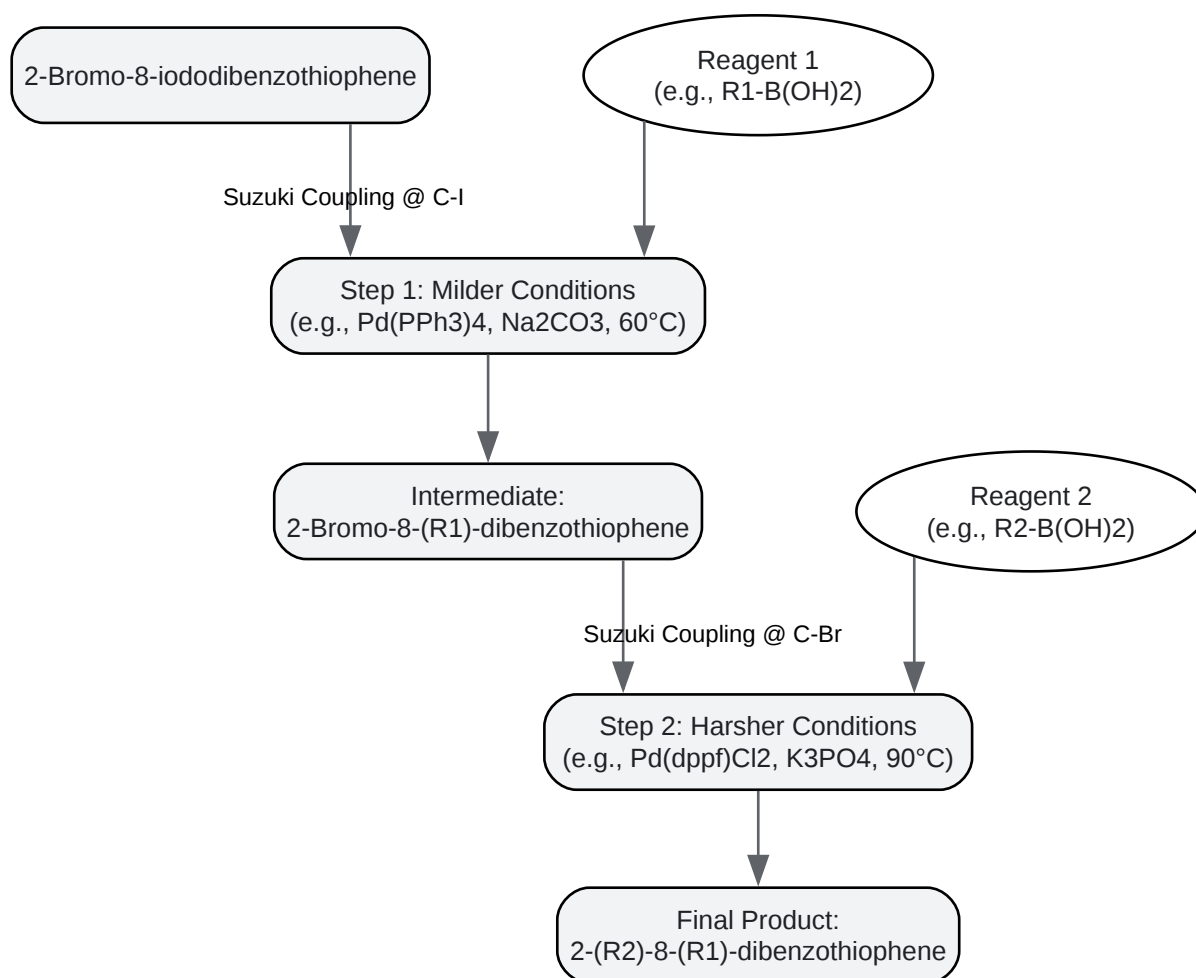 2-Bromo-8-iododibenzothiophene
Reagent 1
(e.g., R1-B(OH)2)
Suzuki Coupling @ C-I
Step 1: Milder Conditions
(e.g., Pd(PPh3)4, Na2CO3, 60°C)
Intermediate:
2-Bromo-8-(R1)-dibenzothiophene
Reagent 2
(e.g., R2-B(OH)2)
Suzuki Coupling @ C-Br
Step 2: Harsher Conditions
(e.g., Pd(dppf)Cl2, K3PO4, 90°C)
Final Product:
2-(R2)-8-(R1)-dibenzothiophene